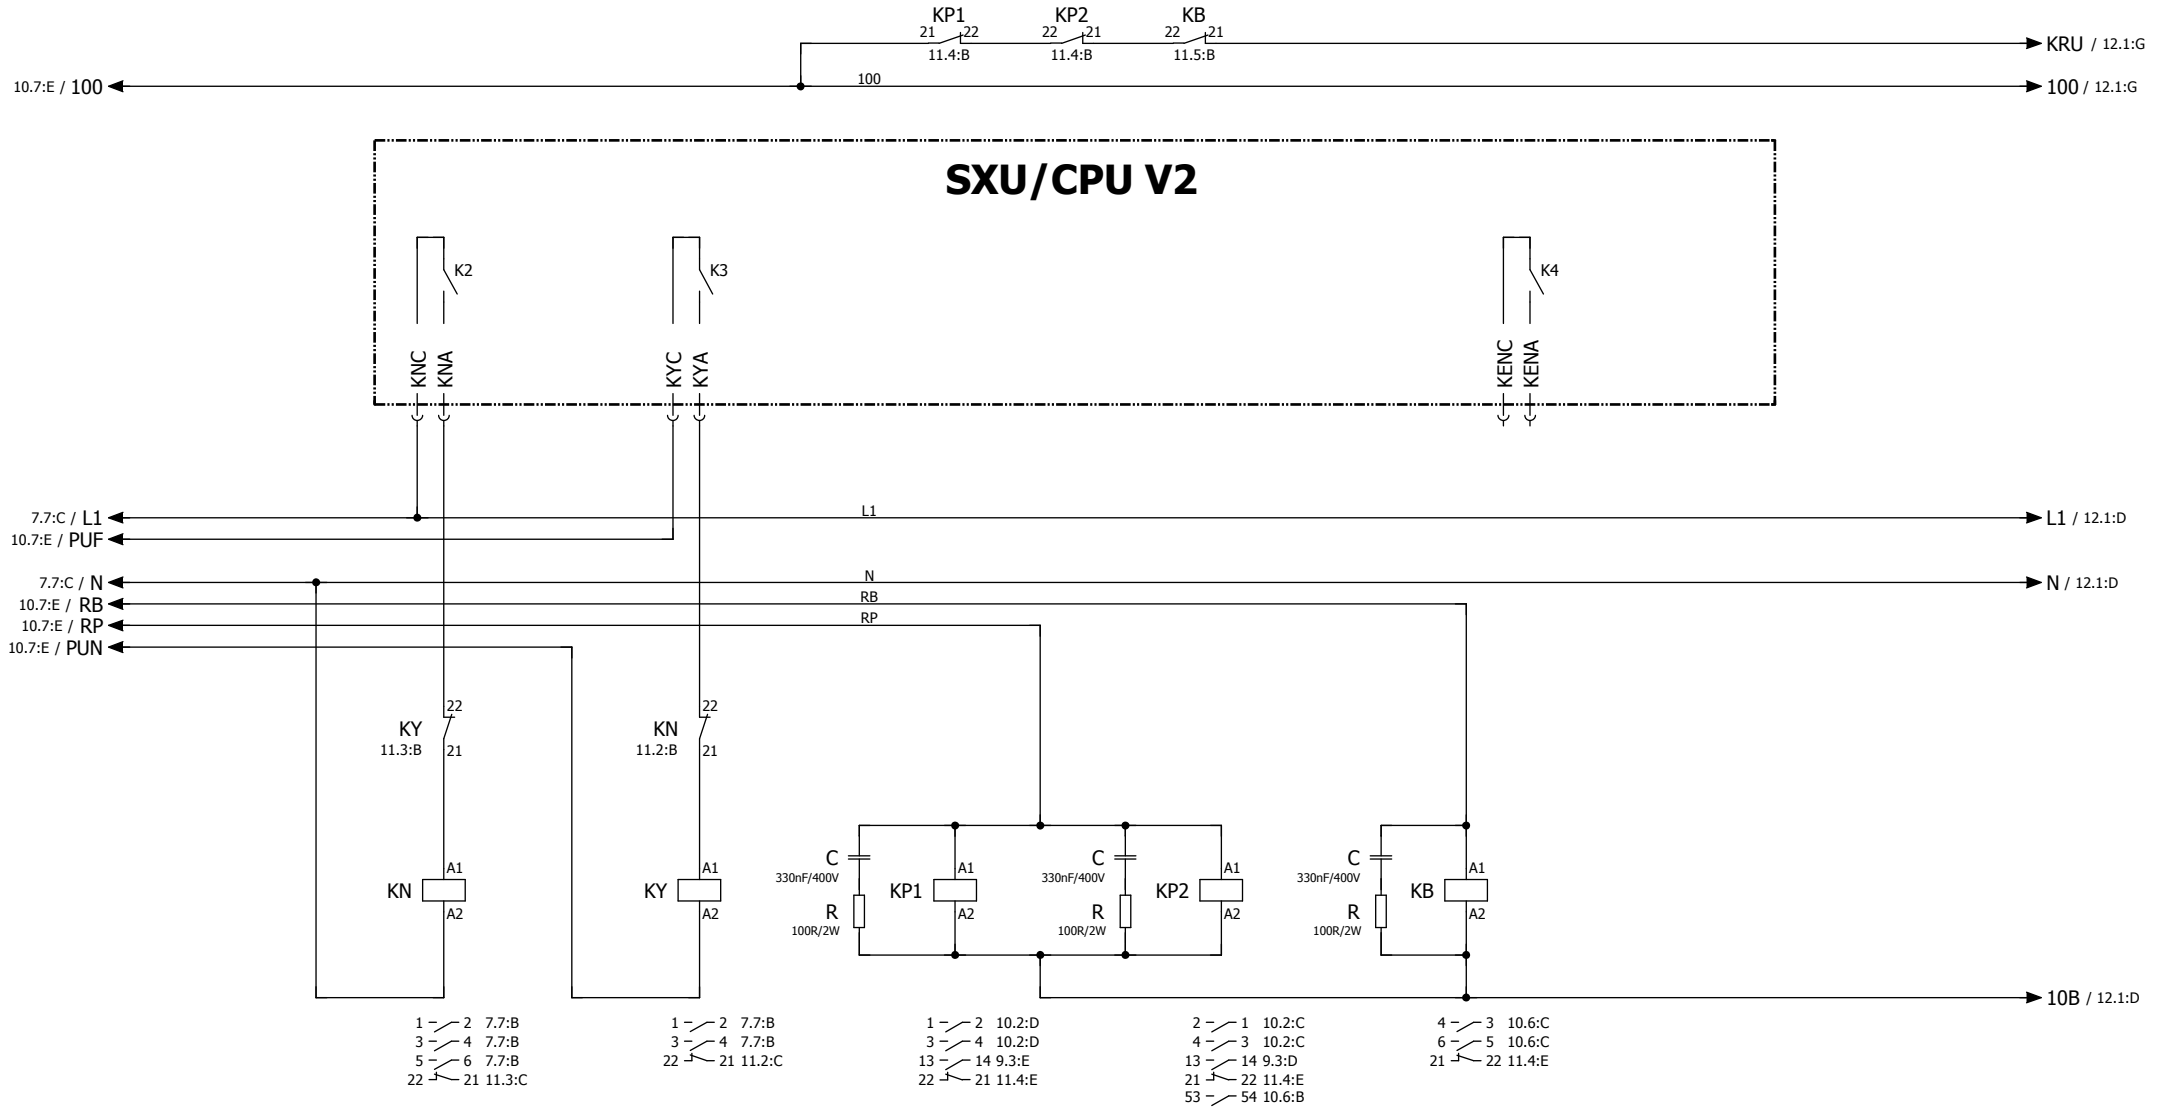 KP1 KP2 KB
21 22 22 21 22 21
11.4:B 11.4:B 11.5:B
KRU / 12.1:G
10.7:E / 100
100
100 / 12.1:G
SXU/CPU V2
K2 K3 K4
KNC KNA KYC KYA KENC KENA
7.7:C / L1
L1
L1 / 12.1:D
10.7:E / PUF
7.7:C / N
N
N / 12.1:D
10.7:E / RB
RB
10.7:E / RP
RP
10.7:E / PUN
22 22
KY KN
11.3:B 21 11.2:B 21
C A1 C A1 C A1
A1 A1
330nF/400V 330nF/400V 330nF/400V
KN KY KP1 KP2 KB
A2 A2
R A2 R A2 R A2
100R/2W 100R/2W 100R/2W
10B / 12.1:D
1 2 7.7:B
3 4 7.7:B
5 6 7.7:B
22 21 11.3:C
1 2 7.7:B
3 4 7.7:B
22 21 11.2:C
1 2 10.2:D
3 4 10.2:D
13 14 9.3:E
22 21 11.4:E
2 1 10.2:C
4 3 10.2:C
13 14 9.3:D
21 22 11.4:E
53 54 10.6:B
4 3 10.6:C
6 5 10.6:C
21 22 11.4:E